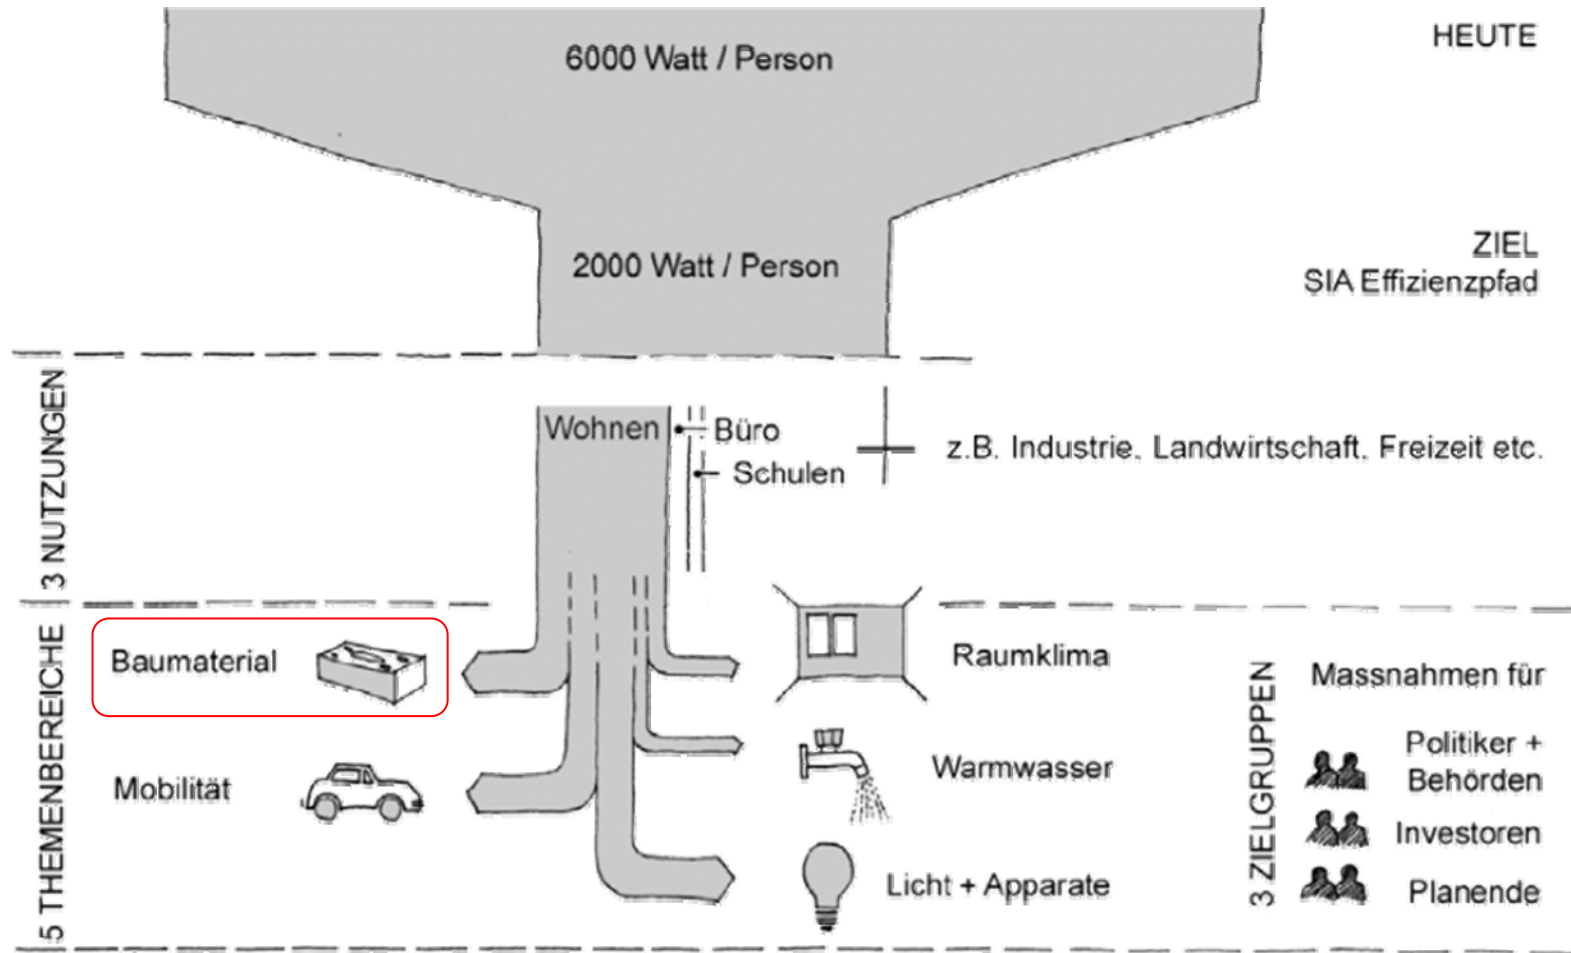 HEUTE
6000 Watt / Person
ZIEL
2000 Watt / Person
SIA Effizienzpfad
3 NUTZUNGEN
Wohnen
Büro
Schulen
z.B. Industrie. Landwirtschaft. Freizeit etc.
5 THEMENBEREICHE
Baumaterial
Mobilität
Raumklima
Warmwasser
Licht + Apparate
3 ZIELGRUPPEN
Massnahmen für
Politiker +
Behörden
Investoren
Planende